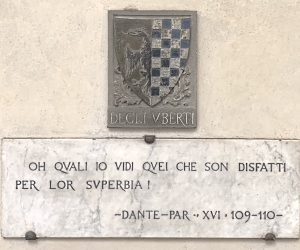 DEGLI VBERTI
OH QVALI IO VIDI QVEI CHE SON DISFATTI
PER LOR SVPERBIA !
-DANTE-PAR·, XVI · 109-110-